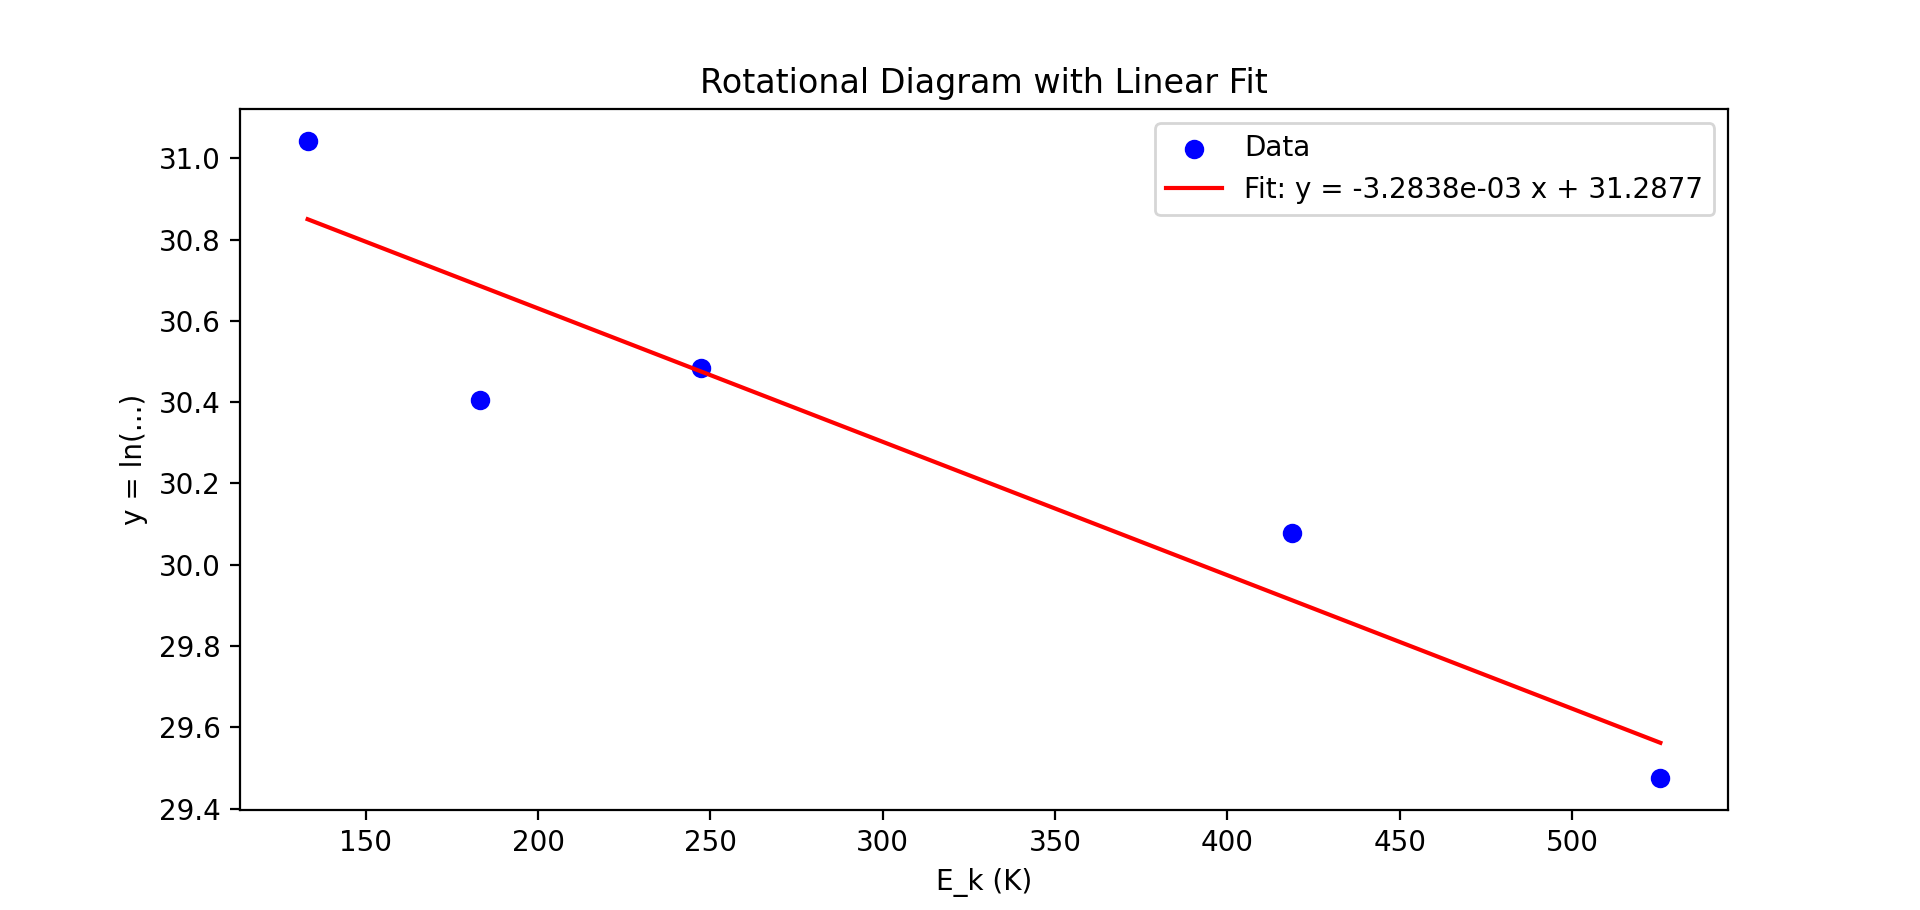 Rotational Diagram with Linear Fit
Data
Fit: y = -3.2838e-03 x + 31.2877
y = ln(...)
31.0
30.8
30.6
30.4
30.2
30.0
29.8
29.6
29.4
150 200 250 300 350 400 450 500
E_k (K)